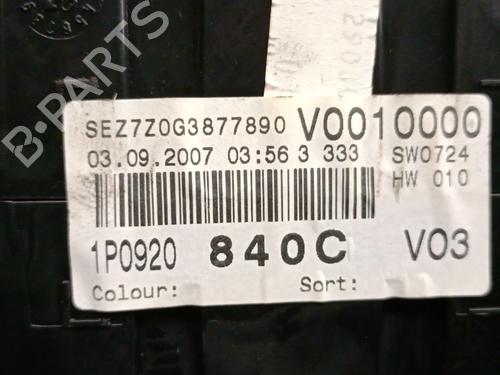 SEZ7Z0G3877890 V0010000
03.09.2007 03:56 3 333 SW0724
HW 010
1P0920 840C V03
Colour: Sort:
B-PARTS